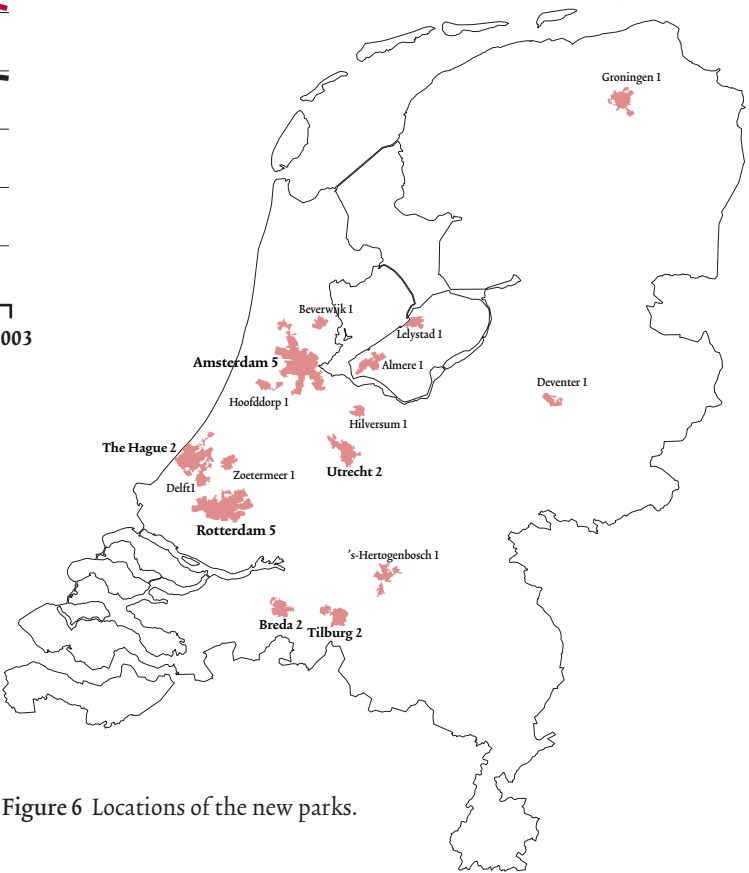 Groningen 1
Beverwijk 1
003
Lelystad 1
Amsterdam 5
Almere 1
Deventer 1
Hoofddorp 1
Hilversum 1
The Hague 2
Utrecht 2
Zoetermeer 1
Delft1
Rotterdam 5
's-Hertogenbosch 1
Breda 2
Tilburg 2
Figure 6 Locations of the new parks.